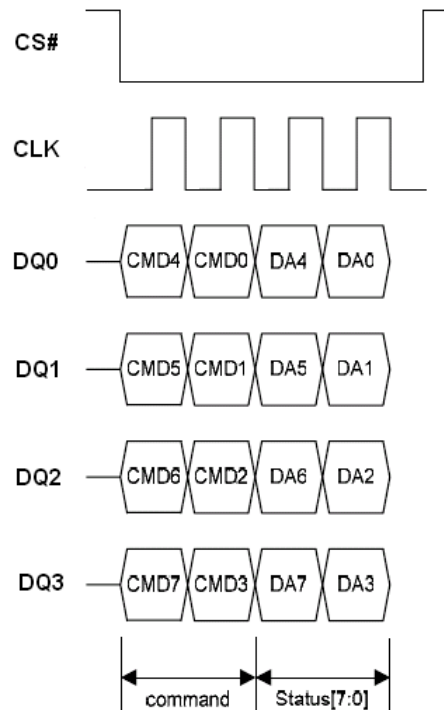 CS#
CLK
DQ0 CMD4 CMD0 DA4 DA0
DQ1 CMD5 CMD1 DA5 DA1
DQ2 CMD6 CMD2 DA6 DA2
DQ3 CMD7 CMD3 DA7 DA3
command Status[7:0]